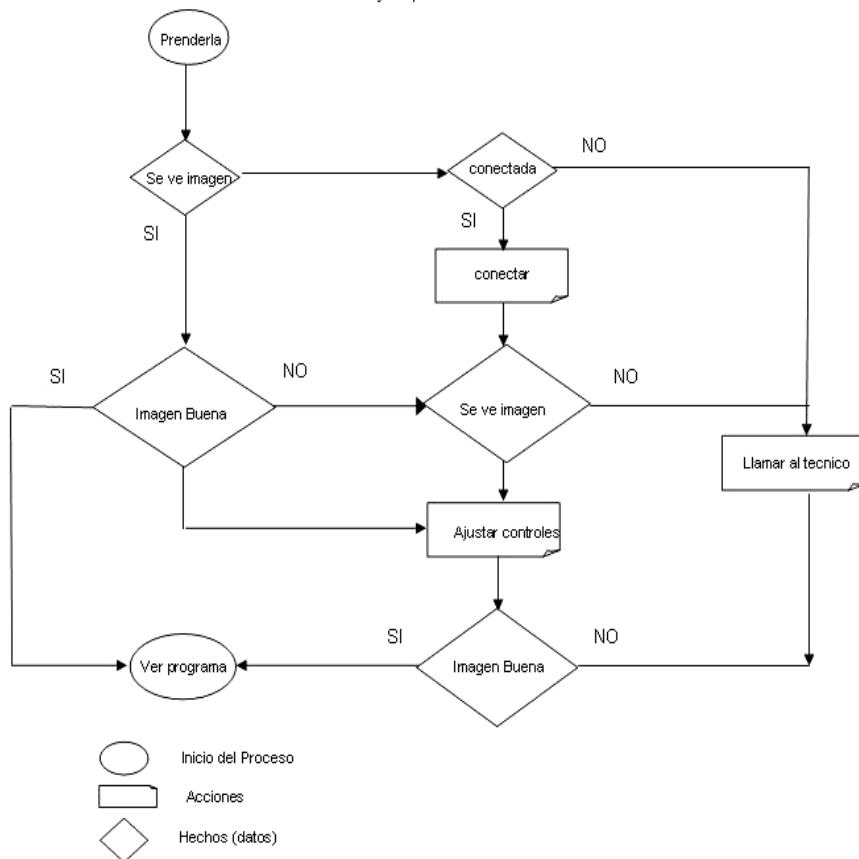 Prenderla
NO
Se ve imagen
conectada
SI
SI
conectar
SI
NO
NO
Imagen Buena
Se ve imagen
Llamar al tecnico
Ajustar controles
SI
NO
Ver programa
Imagen Buena
Inicio del Proceso
Acciones
Hechos (datos)